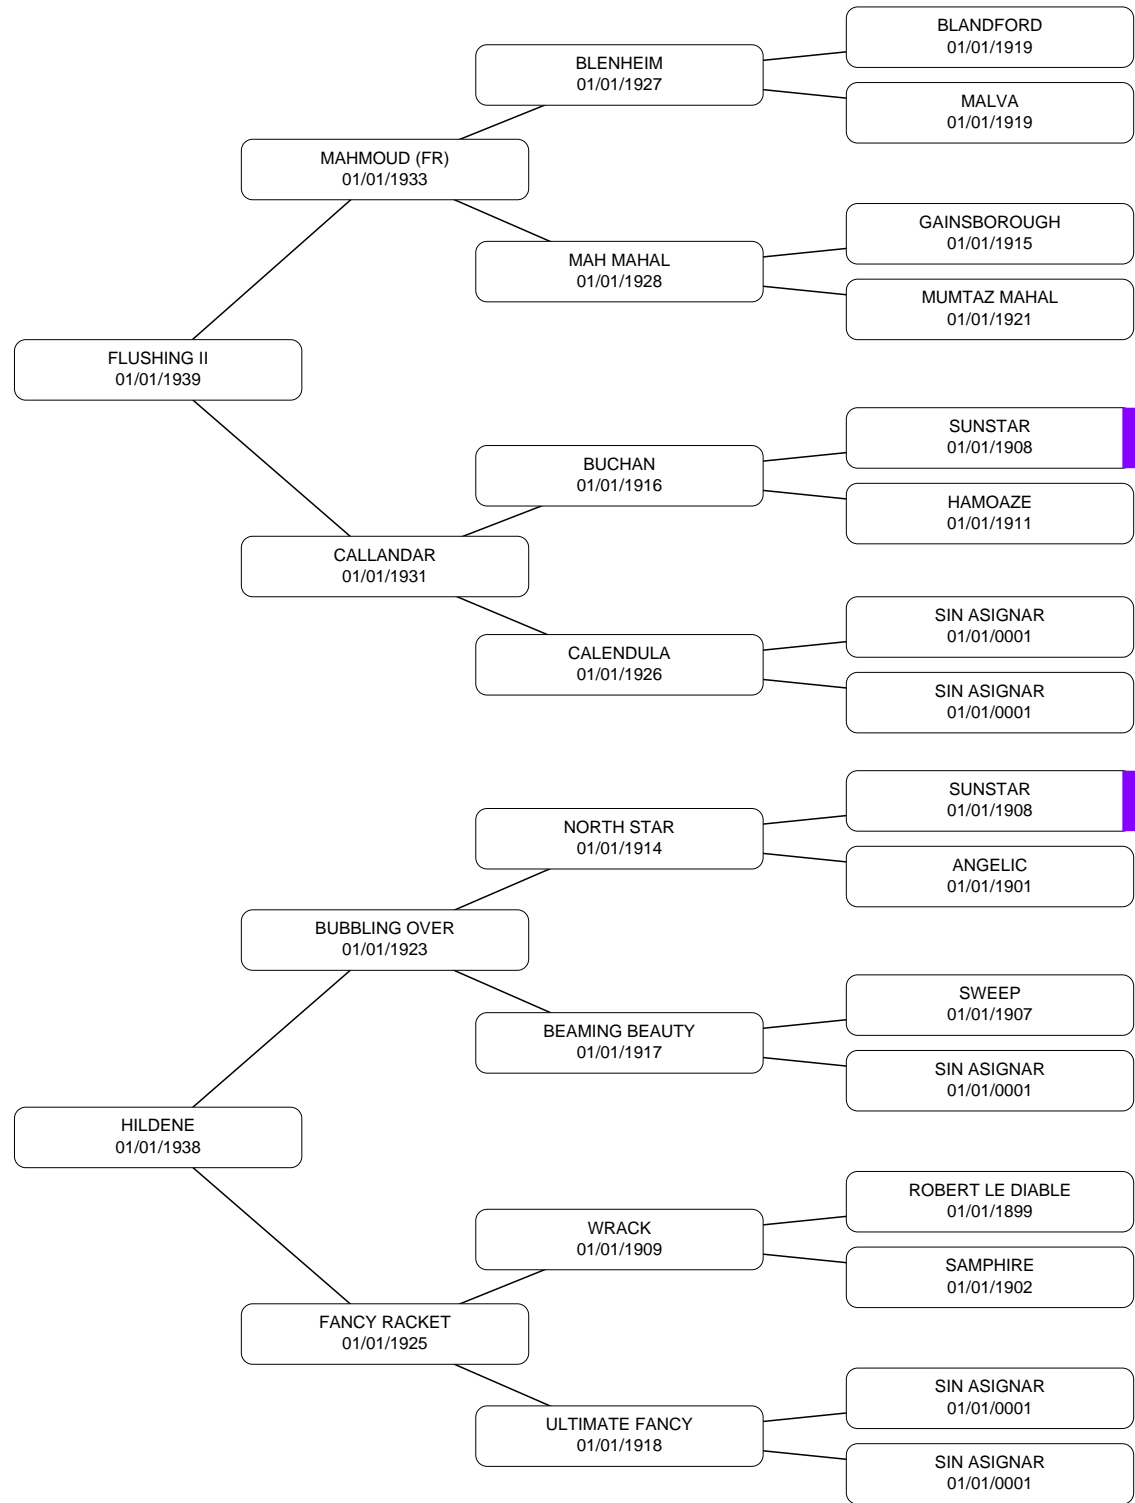 BLANDFORD
01/01/1919
BLENHEIM
01/01/1927
MALVA
01/01/1919
MAHMOUD (FR)
01/01/1933
GAINSBOROUGH
01/01/1915
MAH MAHAL
01/01/1928
MUMTAZ MAHAL
01/01/1921
FLUSHING II
01/01/1939
SUNSTAR
01/01/1908
BUCHAN
01/01/1916
HAMOAZE
01/01/1911
CALLANDAR
01/01/1931
SIN ASIGNAR
01/01/0001
CALENDULA
01/01/1926
SIN ASIGNAR
01/01/0001
SUNSTAR
01/01/1908
NORTH STAR
01/01/1914
ANGELIC
01/01/1901
BUBBLING OVER
01/01/1923
SWEEP
01/01/1907
BEAMING BEAUTY
01/01/1917
SIN ASIGNAR
01/01/0001
HILDENE
01/01/1938
ROBERT LE DIABLE
01/01/1899
WRACK
01/01/1909
SAMPHIRE
01/01/1902
FANCY RACKET
01/01/1925
SIN ASIGNAR
01/01/0001
ULTIMATE FANCY
01/01/1918
SIN ASIGNAR
01/01/0001